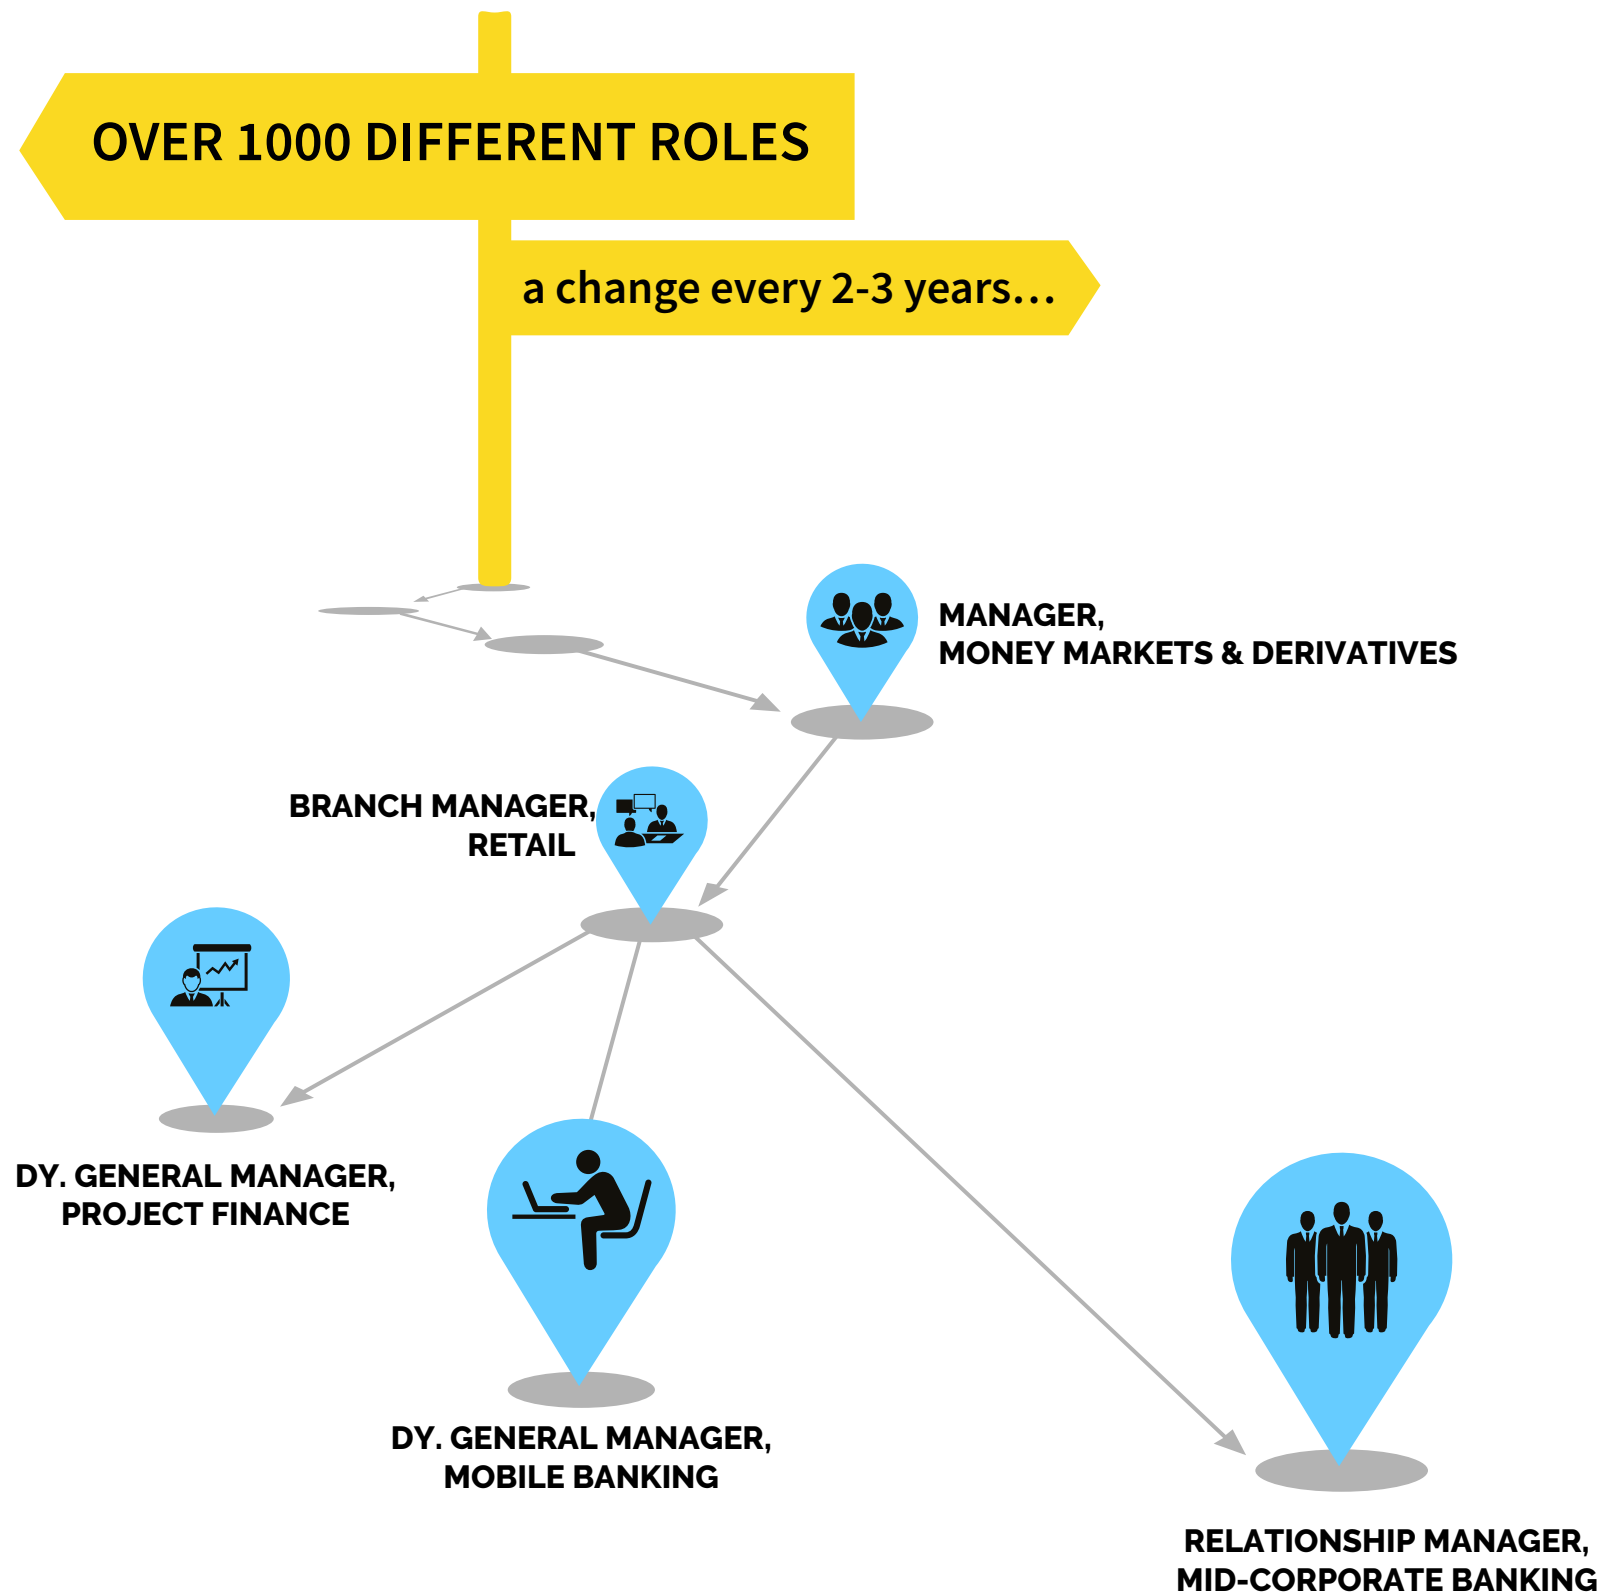 OVER 1000 DIFFERENT ROLES
a change every 2-3 years...
MANAGER,
MONEY MARKETS & DERIVATIVES
BRANCH MANAGER,
RETAIL
DY. GENERAL MANAGER,
PROJECT FINANCE
DY. GENERAL MANAGER,
MOBILE BANKING
RELATIONSHIP MANAGER,
MID-CORPORATE BANKING